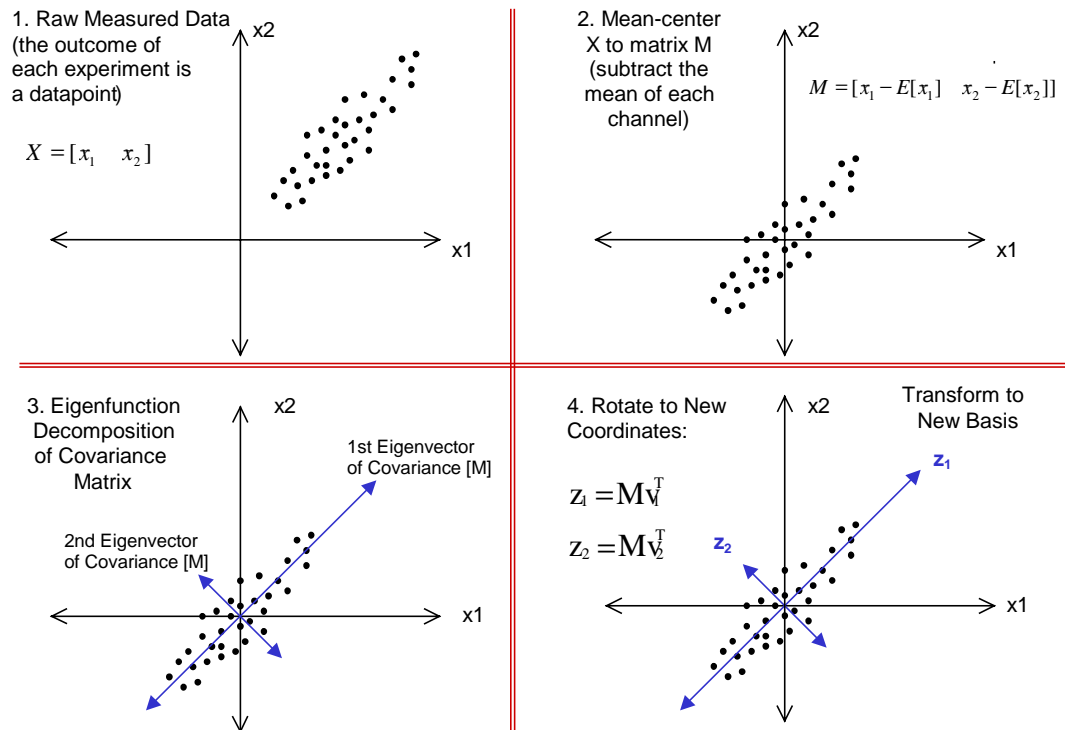 1. Raw Measured Data
(the outcome of
each experiment is
a datapoint)
X = [x₁ x₂]
x2
x1
2. Mean-center
X to matrix M
(subtract the
mean of each
channel)
M = [x₁ − E[x₁] x₂ − E[x₂]]
x1
3. Eigenfunction
Decomposition
of Covariance
Matrix
x2
1st Eigenvector
of Covariance [M]
2nd Eigenvector
of Covariance [M]
x1
4. Rotate to New
Coordinates:
z₁ = Mv₁ᵀ
z₂ = Mv₂ᵀ
x2
Transform to
New Basis
z₁
z₂
x1